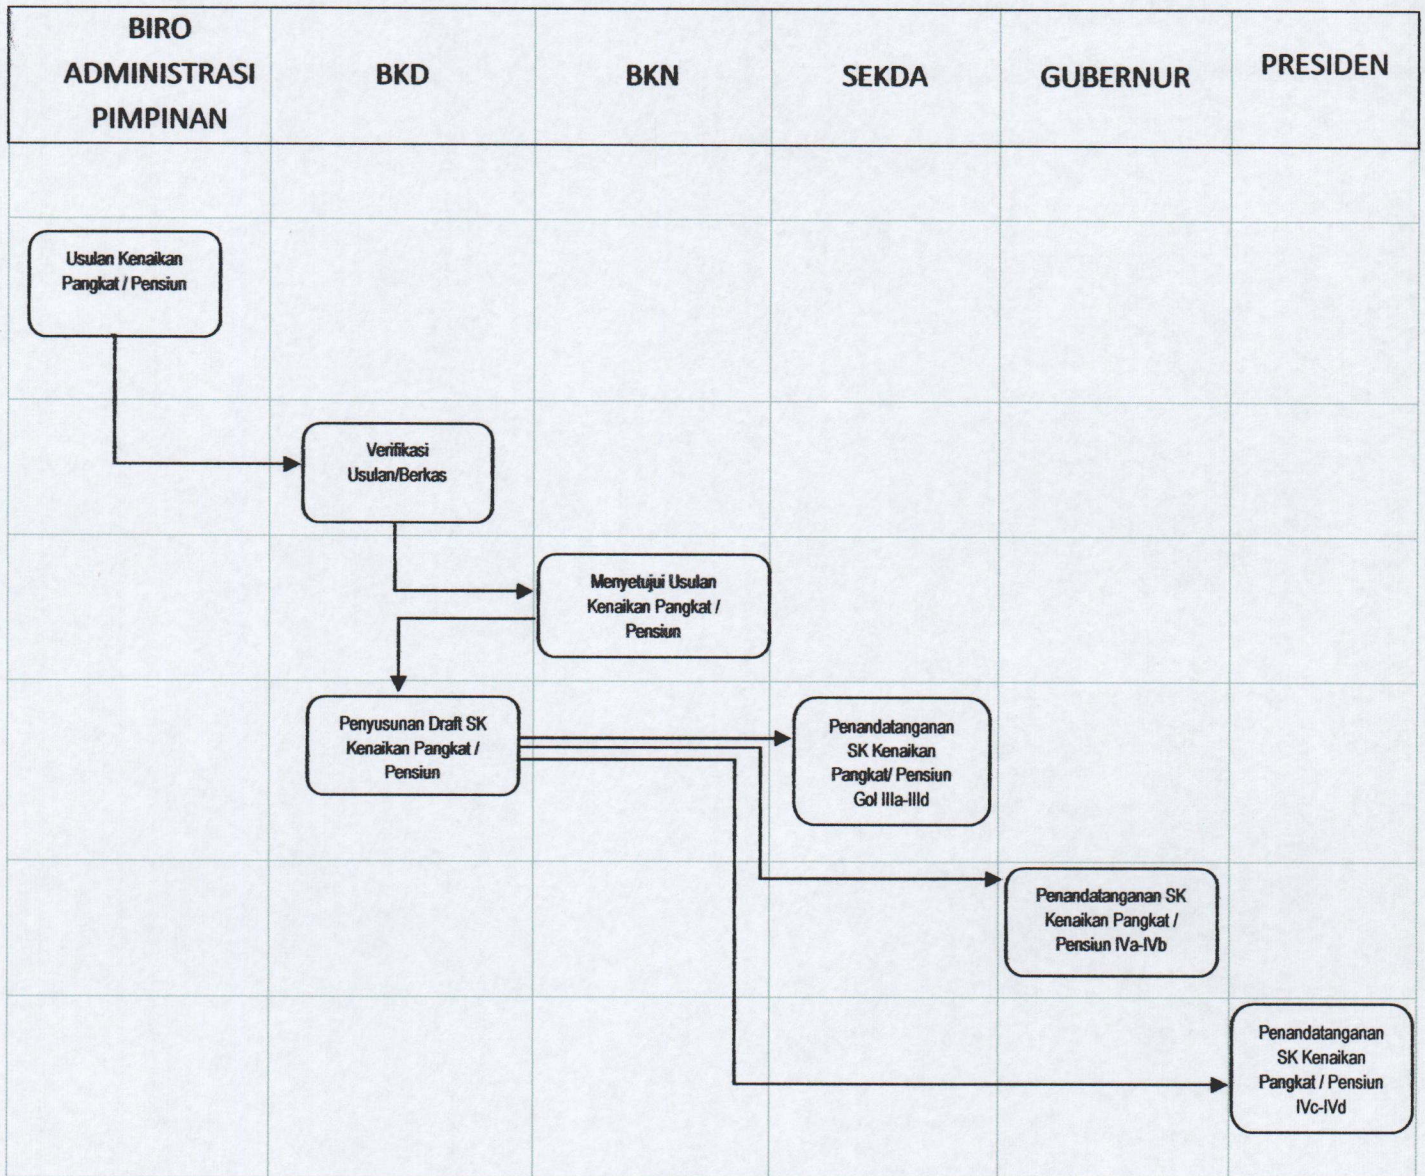 BIRO
ADMINISTRASI
PIMPINAN
BKD
BKN
SEKDA
GUBERNUR
PRESIDEN
Usulan Kenaikan
Pangkat / Pensiun
Verifikasi
Usulan/Berkas
Menyetujui Usulan
Kenaikan Pangkat /
Pensiun
Penyusunan Draft SK
Kenaikan Pangkat /
Pensiun
Penandatanganan
SK Kenaikan
Pangkat/ Pensiun
Gol IIIa-IIId
Penandatanganan SK
Kenaikan Pangkat /
Pensiun IVa-IVb
Penandatanganan
SK Kenaikan
Pangkat / Pensiun
IVc-IVd